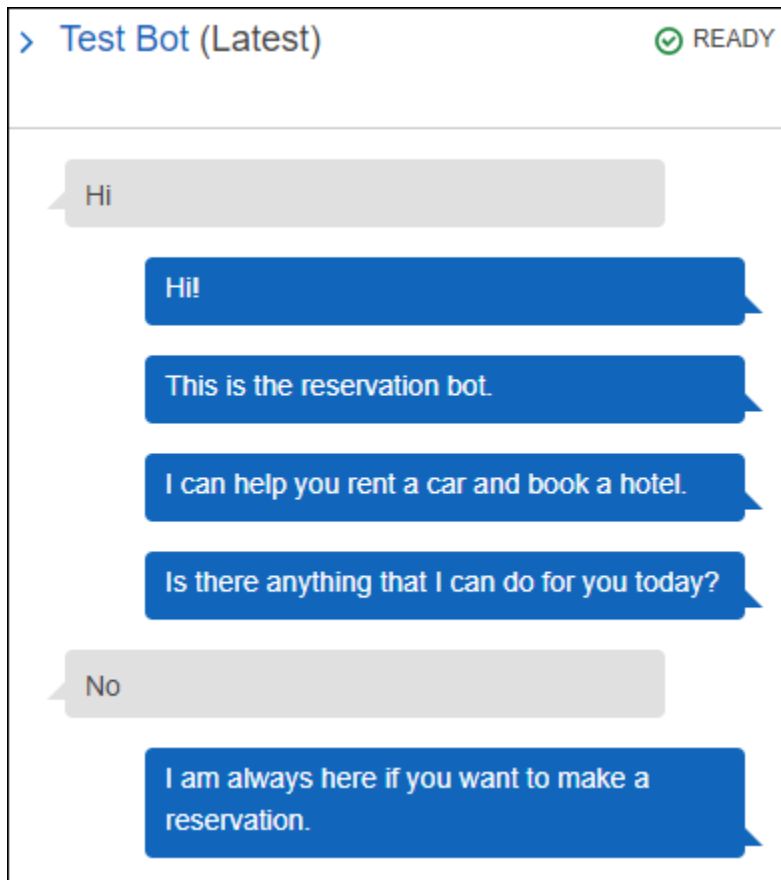 Test Bot (Latest)
READY
Hi
Hi!
This is the reservation bot.
I can help you rent a car and book a hotel.
Is there anything that I can do for you today?
No
I am always here if you want to make a
reservation.